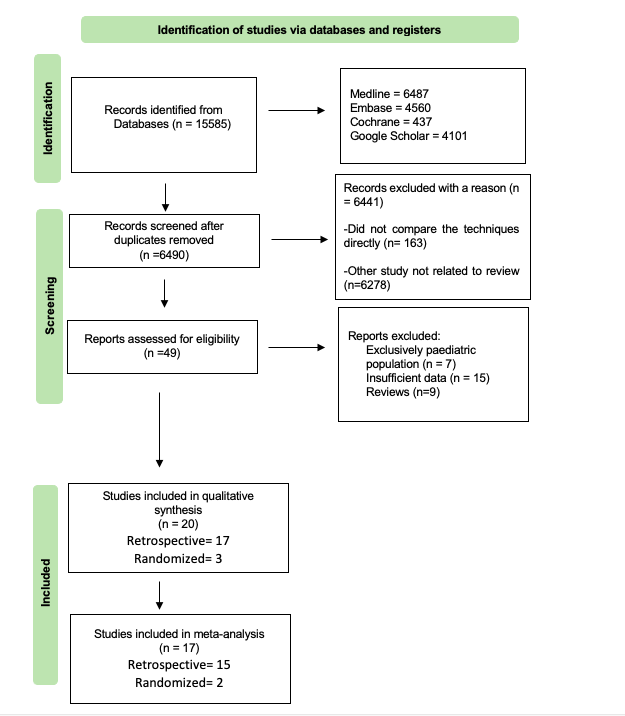 Identification of studies via databases and registers
Identification
Records identified from
Databases (n = 15585)
Medline = 6487
Embase = 4560
Cochrane = 437
Google Scholar = 4101
Screening
Records screened after
duplicates removed
(n =6490)
Records excluded with a reason (n
= 6441)
-Did not compare the techniques
directly (n= 163)
-Other study not related to review
(n=6278)
Reports assessed for eligibility
(n =49)
Reports excluded:
Exclusively paediatric
population (n = 7)
Insufficient data (n = 15)
Reviews (n=9)
Included
Studies included in qualitative
synthesis
(n = 20)
Retrospective= 17
Randomized= 3
Studies included in meta-analysis
(n = 17)
Retrospective= 15
Randomized= 2